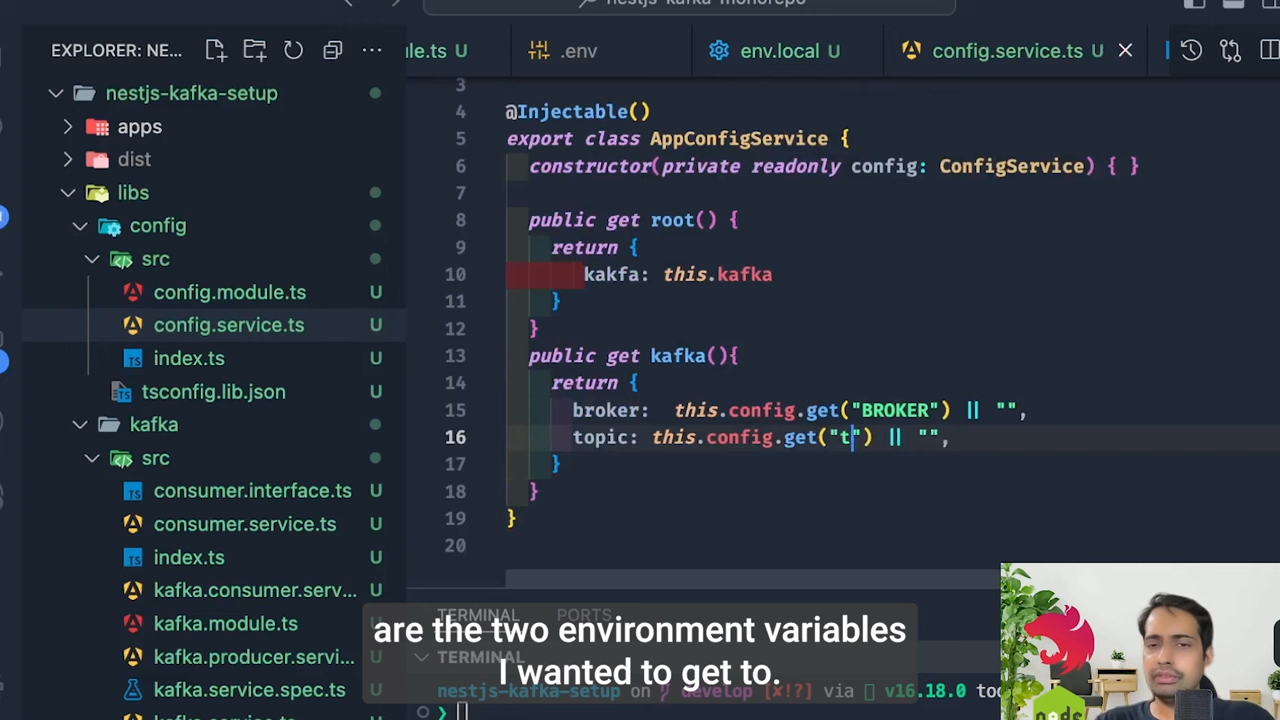 nestjs-kafka-monorepo
EXPLORER: NE...
ule.ts U
.env
env.local U
config.service.ts U
nestjs-kafka-setup
apps
dist
libs
config
src
config.module.ts U
config.service.ts U
index.ts U
tsconfig.lib.json U
kafka
src
consumer.interface.ts U
consumer.service.ts U
index.ts U
kafka.consumer.serv... U
kafka.module.ts U
kafka.producer.servi... U
kafka.service.spec.ts U
3
4 @Injectable()
5 export class AppConfigService {
6 constructor(private readonly config: ConfigService) { }
7
8 public get root() {
9 return {
10 kakfa: this.kafka
11 }
12 }
13 public get kafka(){
14 return {
15 broker: this.config.get("BROKER") || "",
16 topic: this.config.get("t") || "",
17 }
18 }
19 }
20
TERMINAL PORTS
TERMINAL
nestjs-kafka-setup on develop [✘!?] via v16.18.0
are the two environment variables
I wanted to get to.